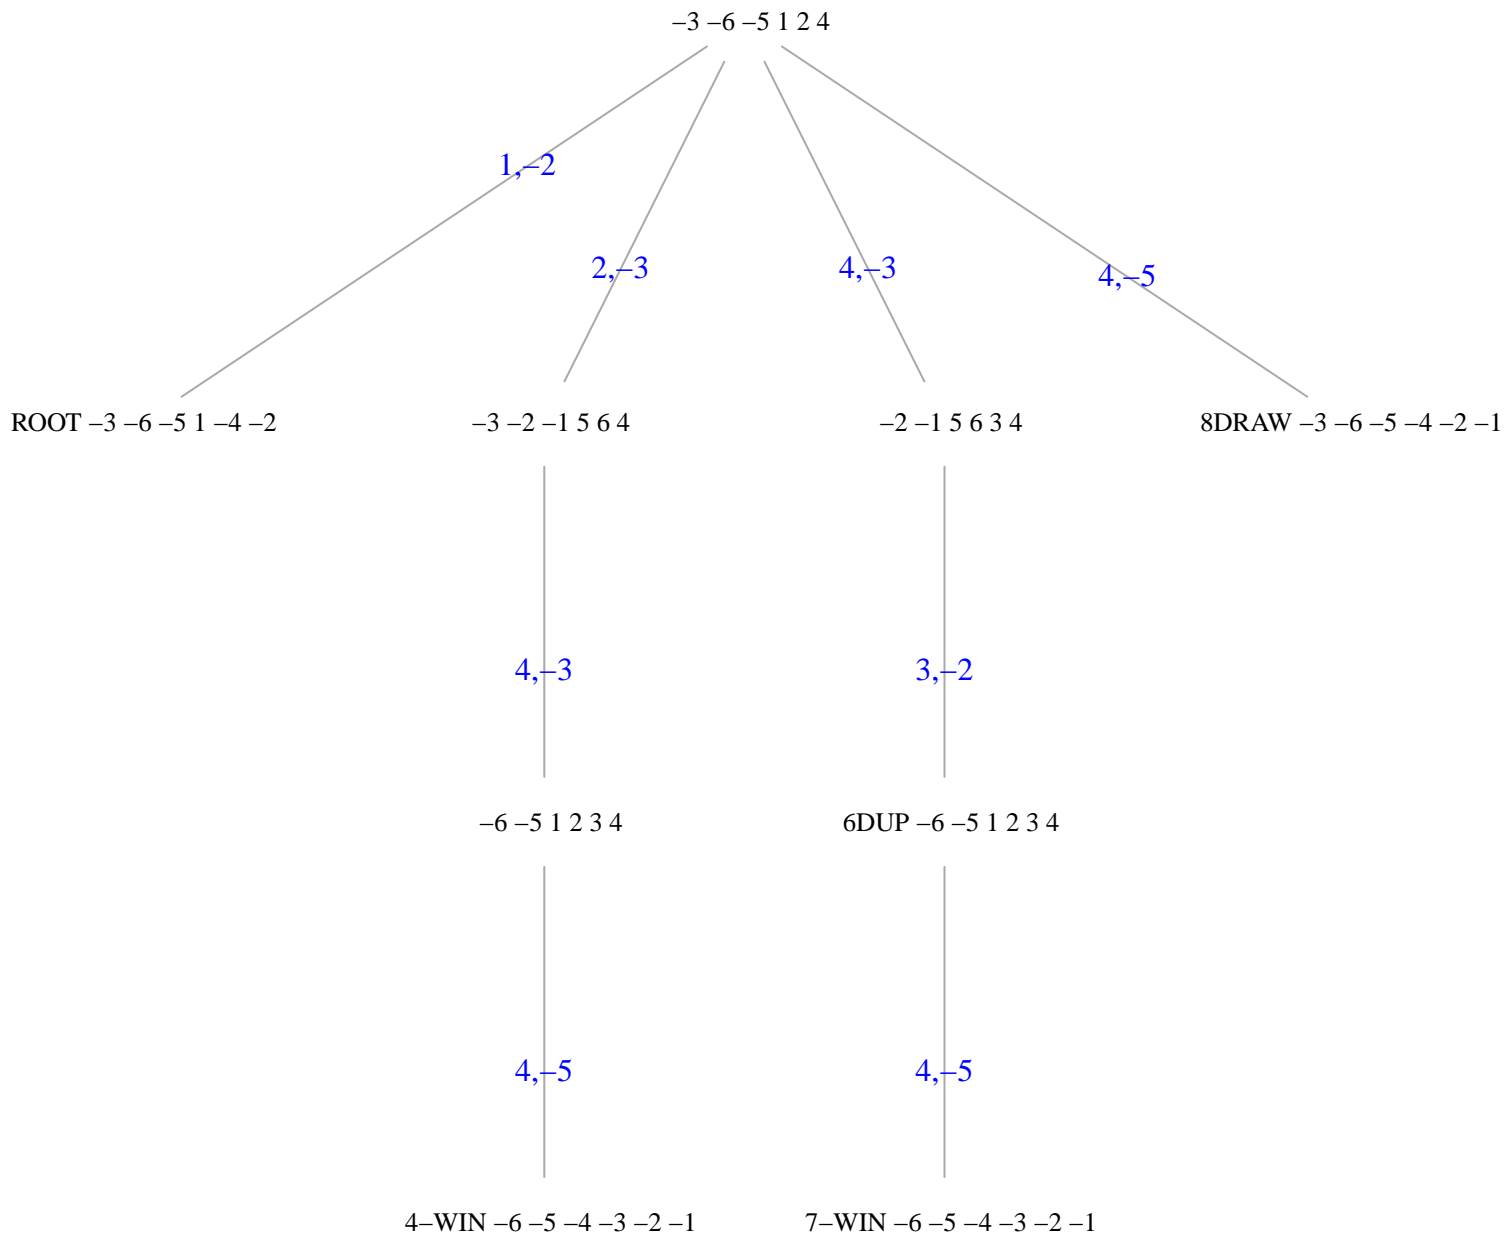 −3 −6 −5 1 2 4
1,−2
2,−3
4,−3
4,−5
ROOT −3 −6 −5 1 −4 −2
−3 −2 −1 5 6 4
−2 −1 5 6 3 4
8DRAW −3 −6 −5 −4 −2 −1
4,−3
3,−2
−6 −5 1 2 3 4
6DUP −6 −5 1 2 3 4
4,−5
4,−5
4−WIN −6 −5 −4 −3 −2 −1
7−WIN −6 −5 −4 −3 −2 −1